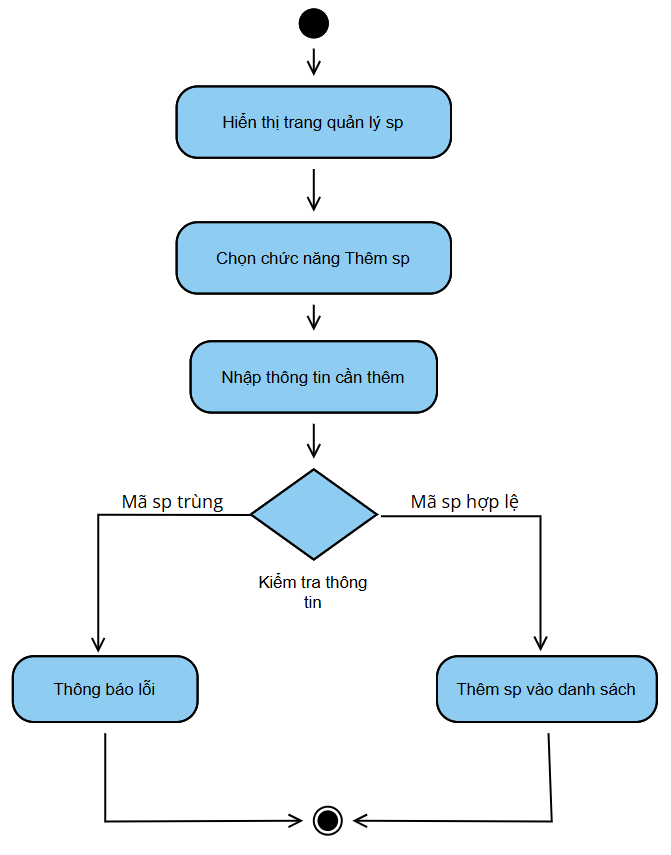 Hiển thị trang quản lý sp
Chọn chức năng Thêm sp
Nhập thông tin cần thêm
Mã sp trùng
Mã sp hợp lệ
Kiểm tra thông
tin
Thông báo lỗi
Thêm sp vào danh sách